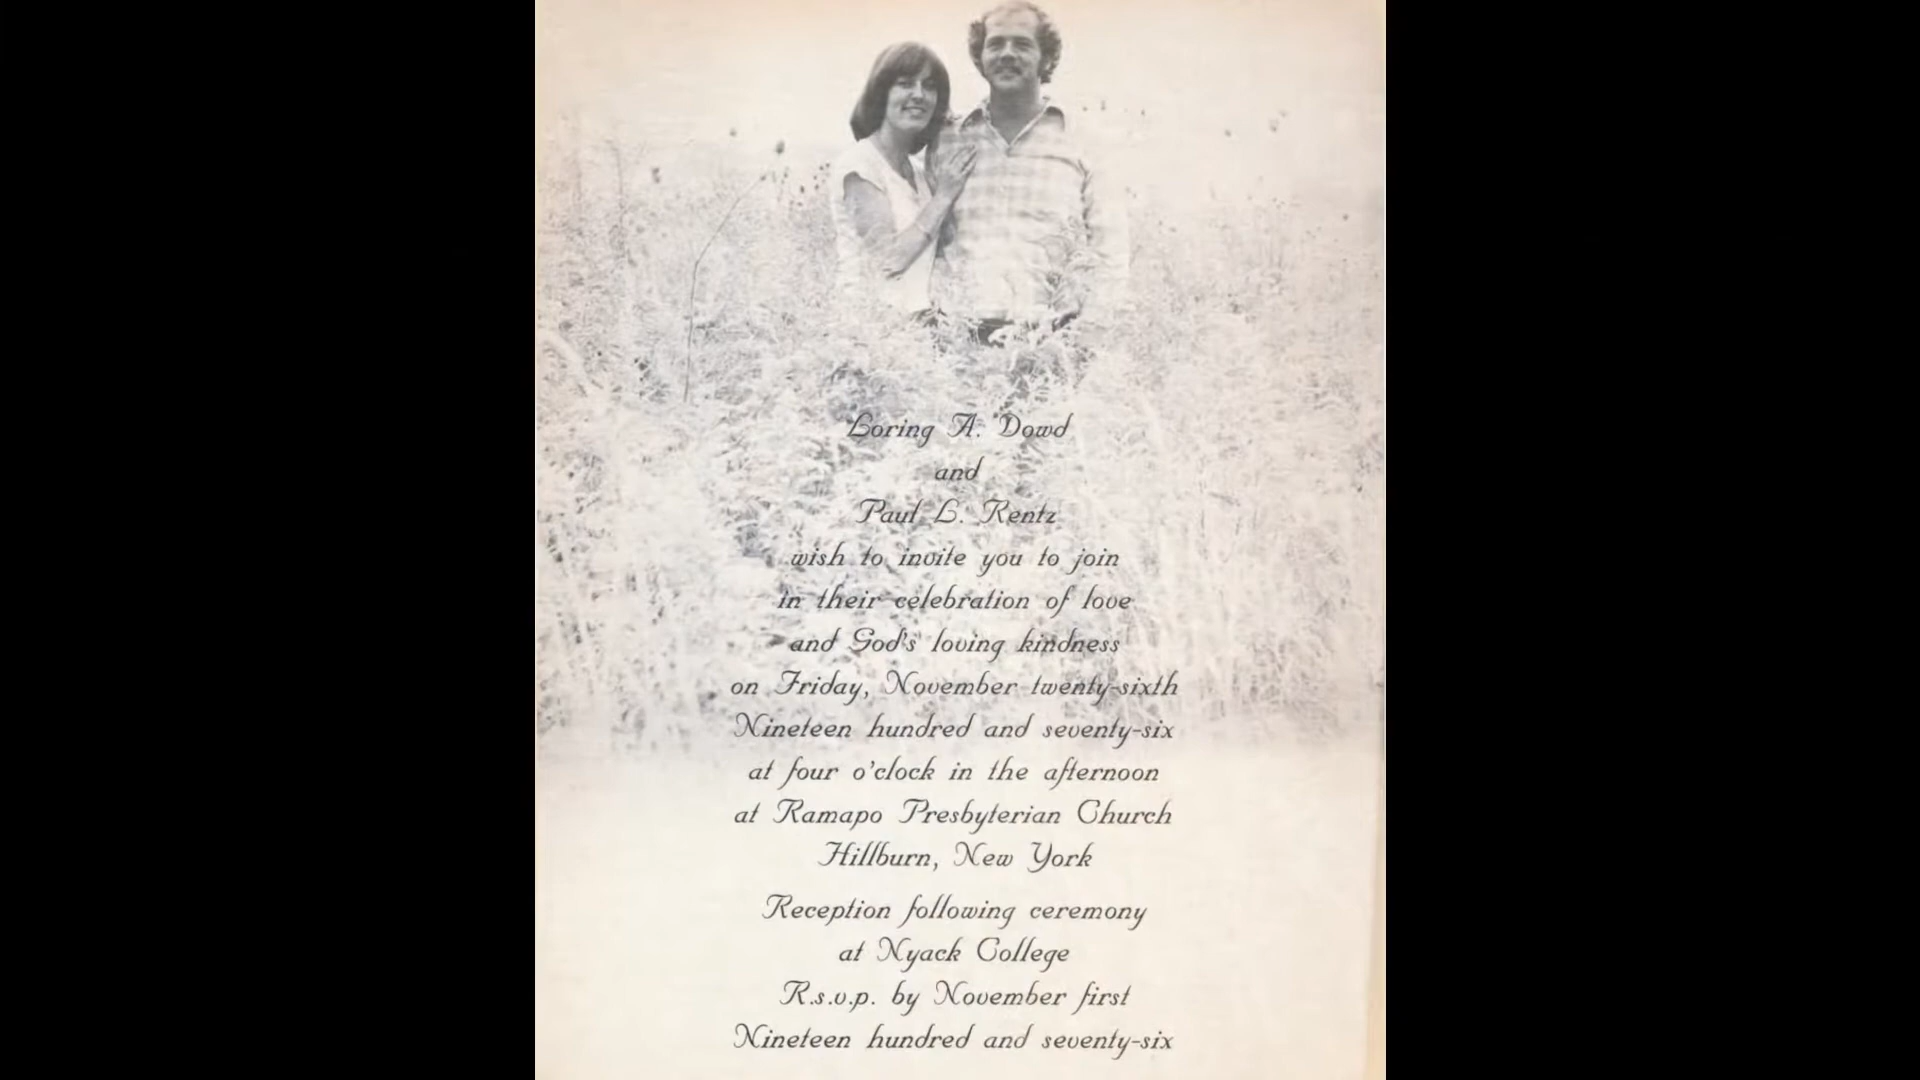 Loring A. Dowd
and
Paul L. Rentz
wish to invite you to join
in their celebration of love
and God's loving kindness
on Friday, November twenty-sixth
Nineteen hundred and seventy-six
at four o'clock in the afternoon
at Ramapo Presbyterian Church
Hillburn, New York
Reception following ceremony
at Nyack College
R.s.v.p. by November first
Nineteen hundred and seventy-six